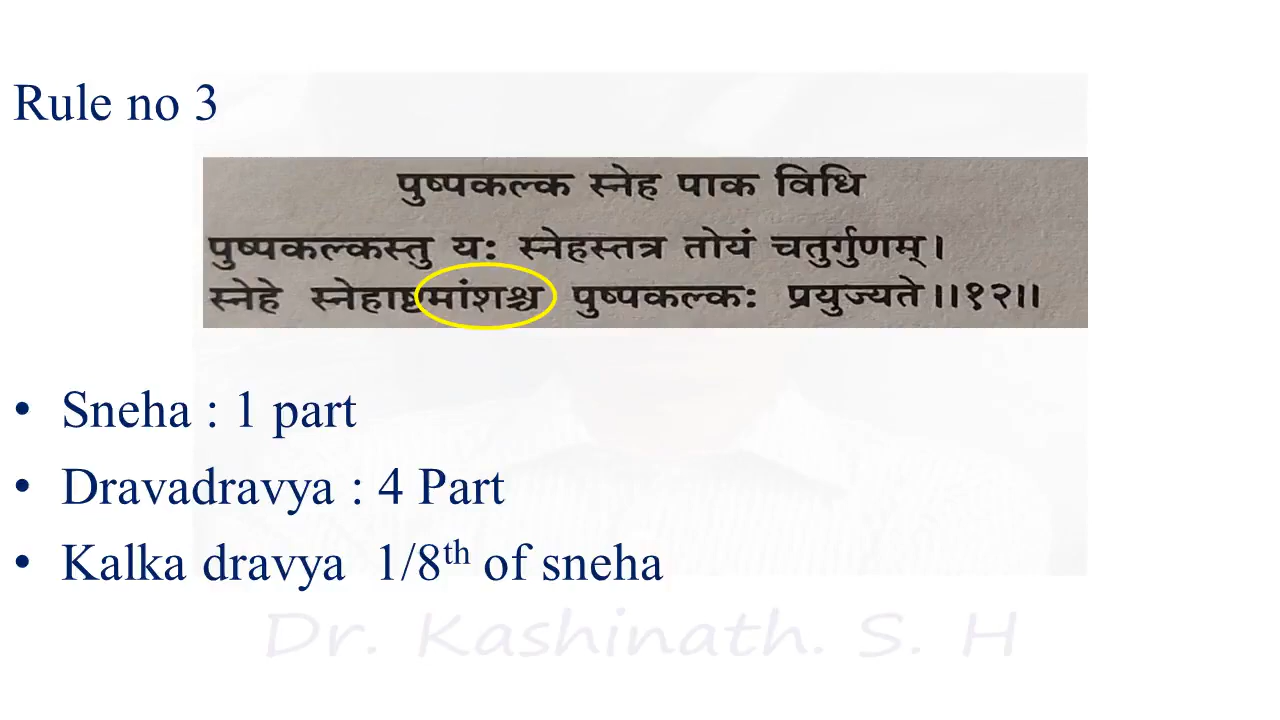 Rule no 3
पुष्पकल्क स्नेह पाक विधि
पुष्पकल्कस्तु यः स्नेहस्तत्र तोयं चतुर्गुणम्।
स्नेहे स्नेहाष्टमांशश्च पुष्पकल्कः प्रयुज्यते।।१२।।
• Sneha : 1 part
• Dravadravya : 4 Part
• Kalka dravya 1/8th of sneha
Dr. Kashinath. S. H